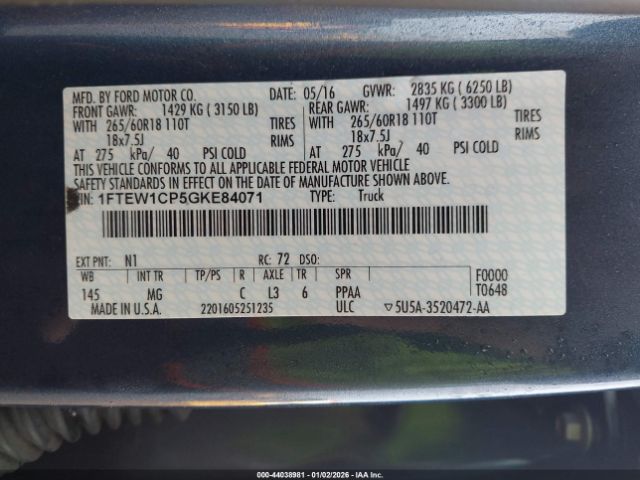 MFD. BY FORD MOTOR CO. DATE: 05/16 GVWR: 2835 KG ( 6250 LB)
FRONT GAWR: 1429 KG ( 3150 LB) REAR GAWR: 1497 KG ( 3300 LB)
WITH 265/60R18 110T TIRES WITH 265/60R18 110T TIRES
18x7.5J RIMS 18x7.5J RIMS
AT 275 kPa/ 40 PSI COLD AT 275 kPa/ 40 PSI COLD
THIS VEHICLE CONFORMS TO ALL APPLICABLE FEDERAL MOTOR VEHICLE
SAFETY STANDARDS IN EFFECT ON THE DATE OF MANUFACTURE SHOWN ABOVE.
IN: 1FTEW1CP5GKE84071 TYPE: Truck
EXT PNT: N1 RC: 72 DSO:
WB INT TR TP/PS R AXLE TR SPR F0000
145 MG C L3 6 PPAA T0648
MADE IN U.S.A. 2201605251235 ULC ▽5U5A-3520472-AA
000-44038981 - 01/02/2026 - IAA Inc.